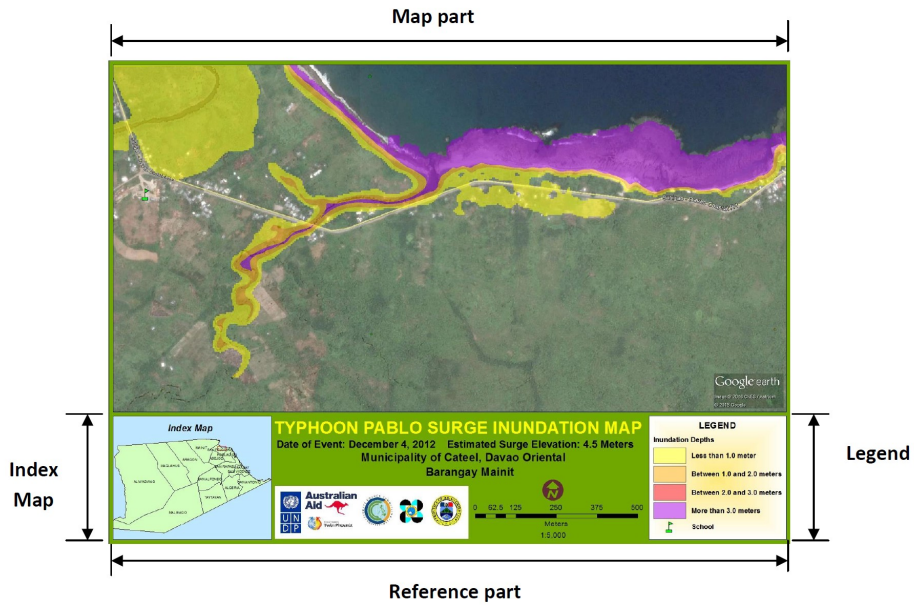 Map part
Google earth
Index
Map
Legend
Index Map
TYPHOON PABLO SURGE INUNDATION MAP
Date of Event: December 4, 2012 Estimated Surge Elevation: 4.5 Meters
Municipality of Cateel, Davao Oriental
Barangay Mainit
UN
DP
Australian
Aid
Twin Phoenix
0 62.5 125 250 375 500
Meters
1:5,000
N
LEGEND
Inundation Depths
Less than 1.0 meter
Between 1.0 and 2.0 meters
Between 2.0 and 3.0 meters
More than 3.0 meters
School
Reference part